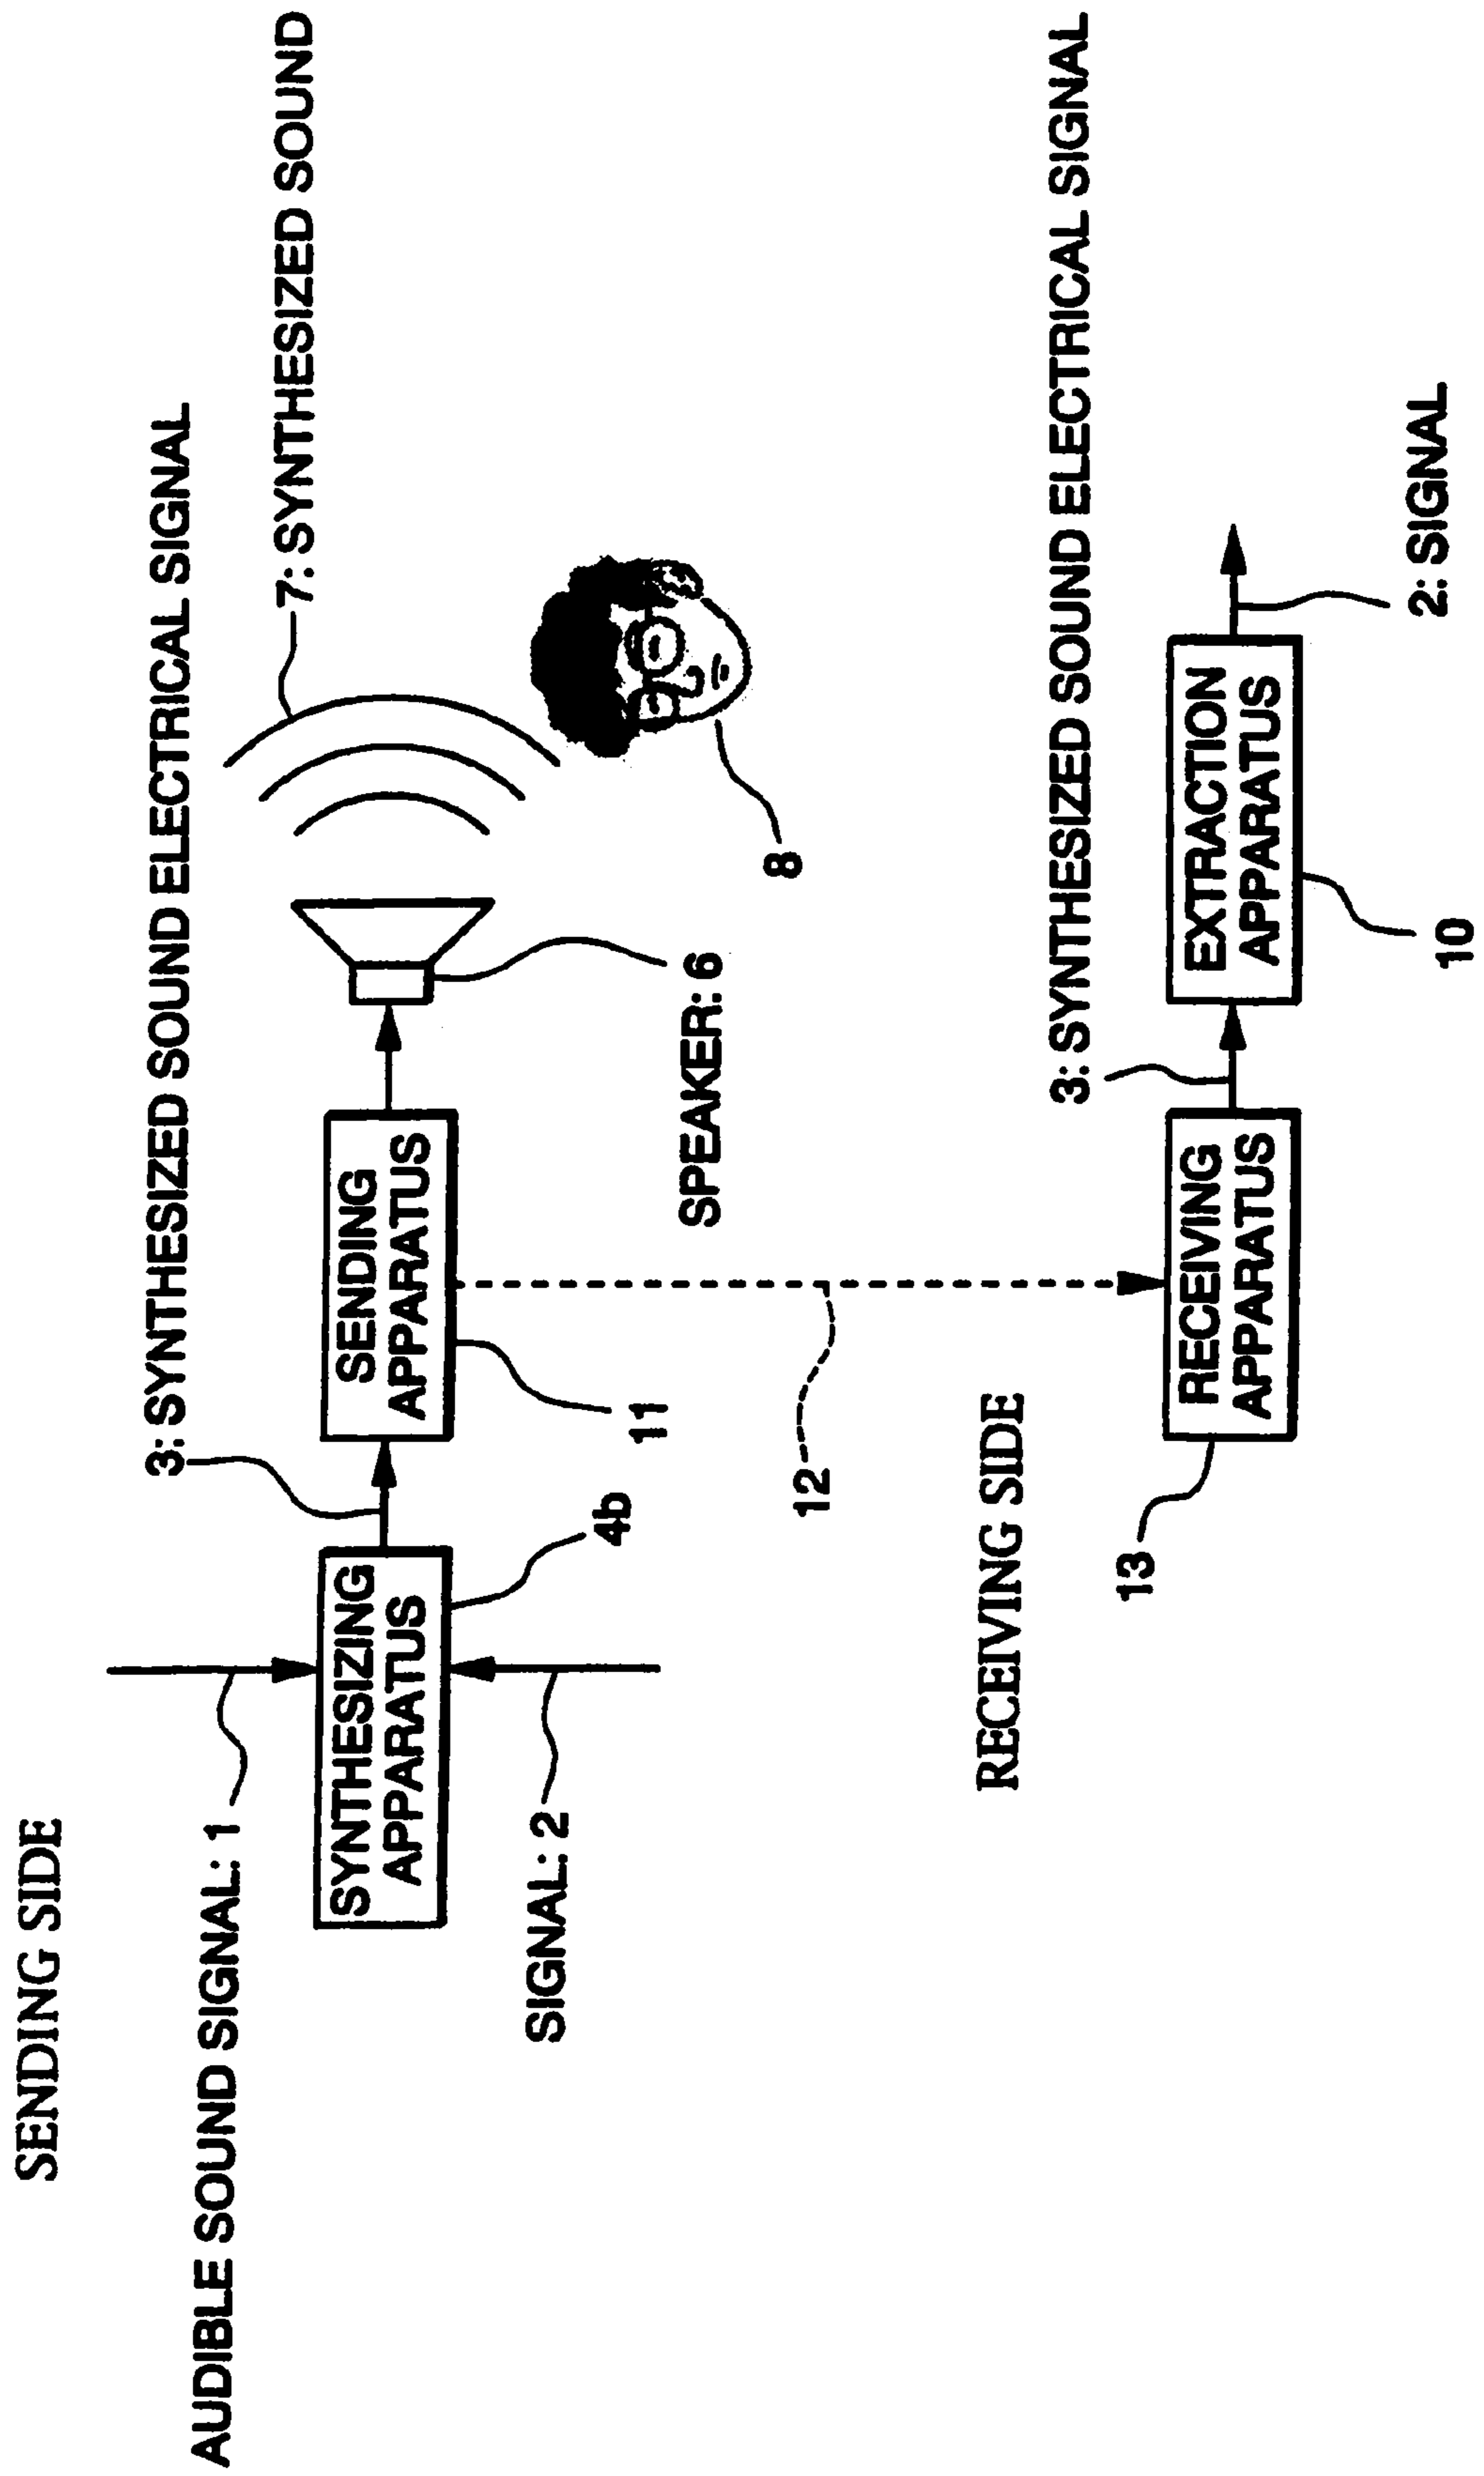 SENDING SIDE
AUDIBLE SOUND SIGNAL: 1
3: SYNTHESIZED SOUND ELECTRICAL SIGNAL
7: SYNTHESIZED SOUND
SYNTHESIZING
APPARATUS
SENDING
APPARATUS
SIGNAL: 2
4b
11
SPEAKER: 6
8
12
RECEIVING SIDE
3: SYNTHESIZED SOUND ELECTRICAL SIGNAL
13
RECEIVING
APPARATUS
EXTRACTION
APPARATUS
10
2: SIGNAL